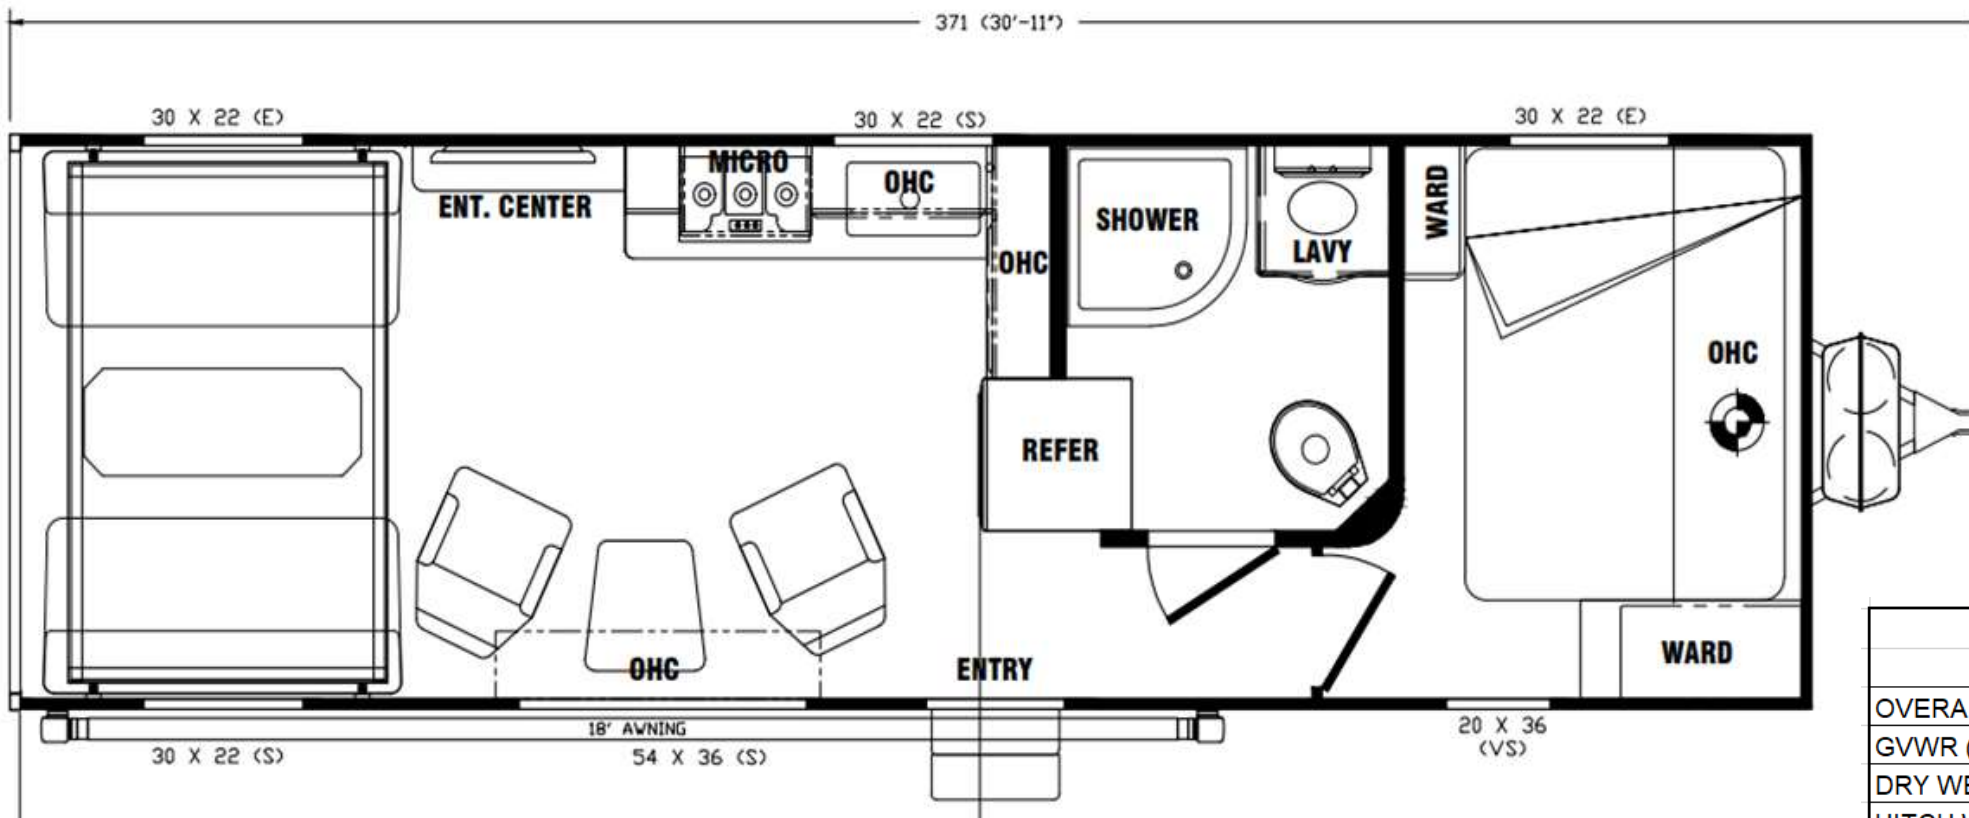 371 (30'-11")
30 X 22 (E)
30 X 22 (S)
30 X 22 (E)
MICRO
OHC
ENT. CENTER
SHOWER
LAVY
WARD
OHC
OHC
REFER
OHC
ENTRY
WARD
18' AWNING
30 X 22 (S)
54 X 36 (S)
20 X 36
(VS)
OVERA
GVWR (
DRY WE